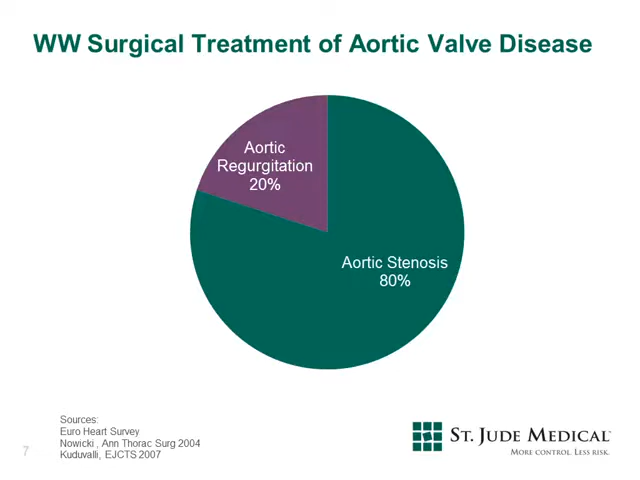 WW Surgical Treatment of Aortic Valve Disease
Aortic
Regurgitation
20%
Aortic Stenosis
80%
Sources:
Euro Heart Survey
Nowicki , Ann Thorac Surg 2004
Kuduvalli, EJCTS 2007
7
ST. JUDE MEDICAL™
MORE CONTROL. LESS RISK.